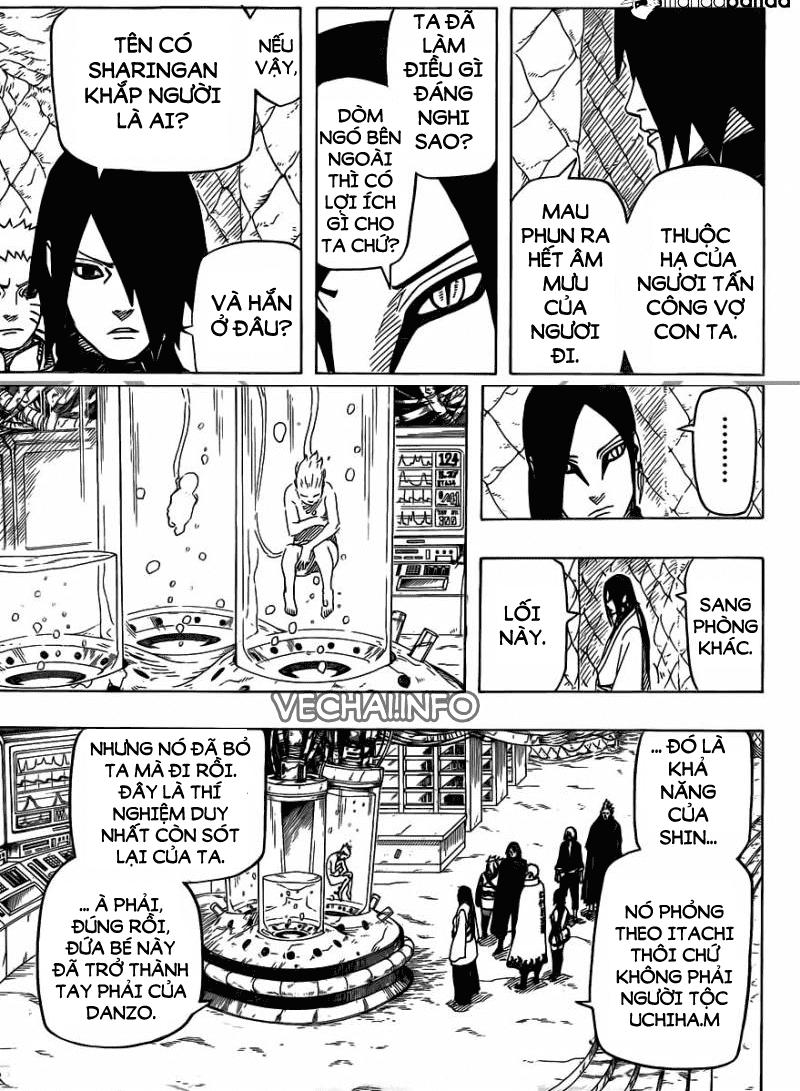 mangapanda
THUỘC
HẠ CỦA
NGƯƠI TẤN
CÔNG VỢ
CON TA.
MAU
PHUN RA
HẾT ÂM
MƯU
CỦA
NGƯƠI
ĐI.
TA ĐÃ
LÀM
ĐIỀU GÌ
ĐÁNG
NGHI
SAO?
DÒM
NGÓ BÊN
NGOÀI
THÌ CÓ
LỢI ÍCH
GÌ CHO
TA CHỨ?
NẾU
VẬY,
TÊN CÓ
SHARINGAN
KHẮP NGƯỜI
LÀ AI?
VÀ HẮN
Ở ĐÂU?
.........
SANG
PHÒNG
KHÁC.
LỐI
NÀY.
124
300
VECHAI.INFO
... ĐÓ LÀ
KHẢ
NĂNG
CỦA
SHIN...
NÓ PHỎNG
THEO ITACHI
THÔI CHỨ
KHÔNG PHẢI
NGƯỜI TỘC
UCHIHA.M
NHƯNG NÓ ĐÃ BỎ
TA MÀ ĐI RỒI.
ĐÂY LÀ THÍ
NGHIỆM DUY
NHẤT CÒN SÓT
LẠI CỦA TA.
... À PHẢI,
ĐÚNG RỒI,
ĐỨA BÉ NÀY
ĐÃ TRỞ THÀNH
TAY PHẢI CỦA
DANZO.